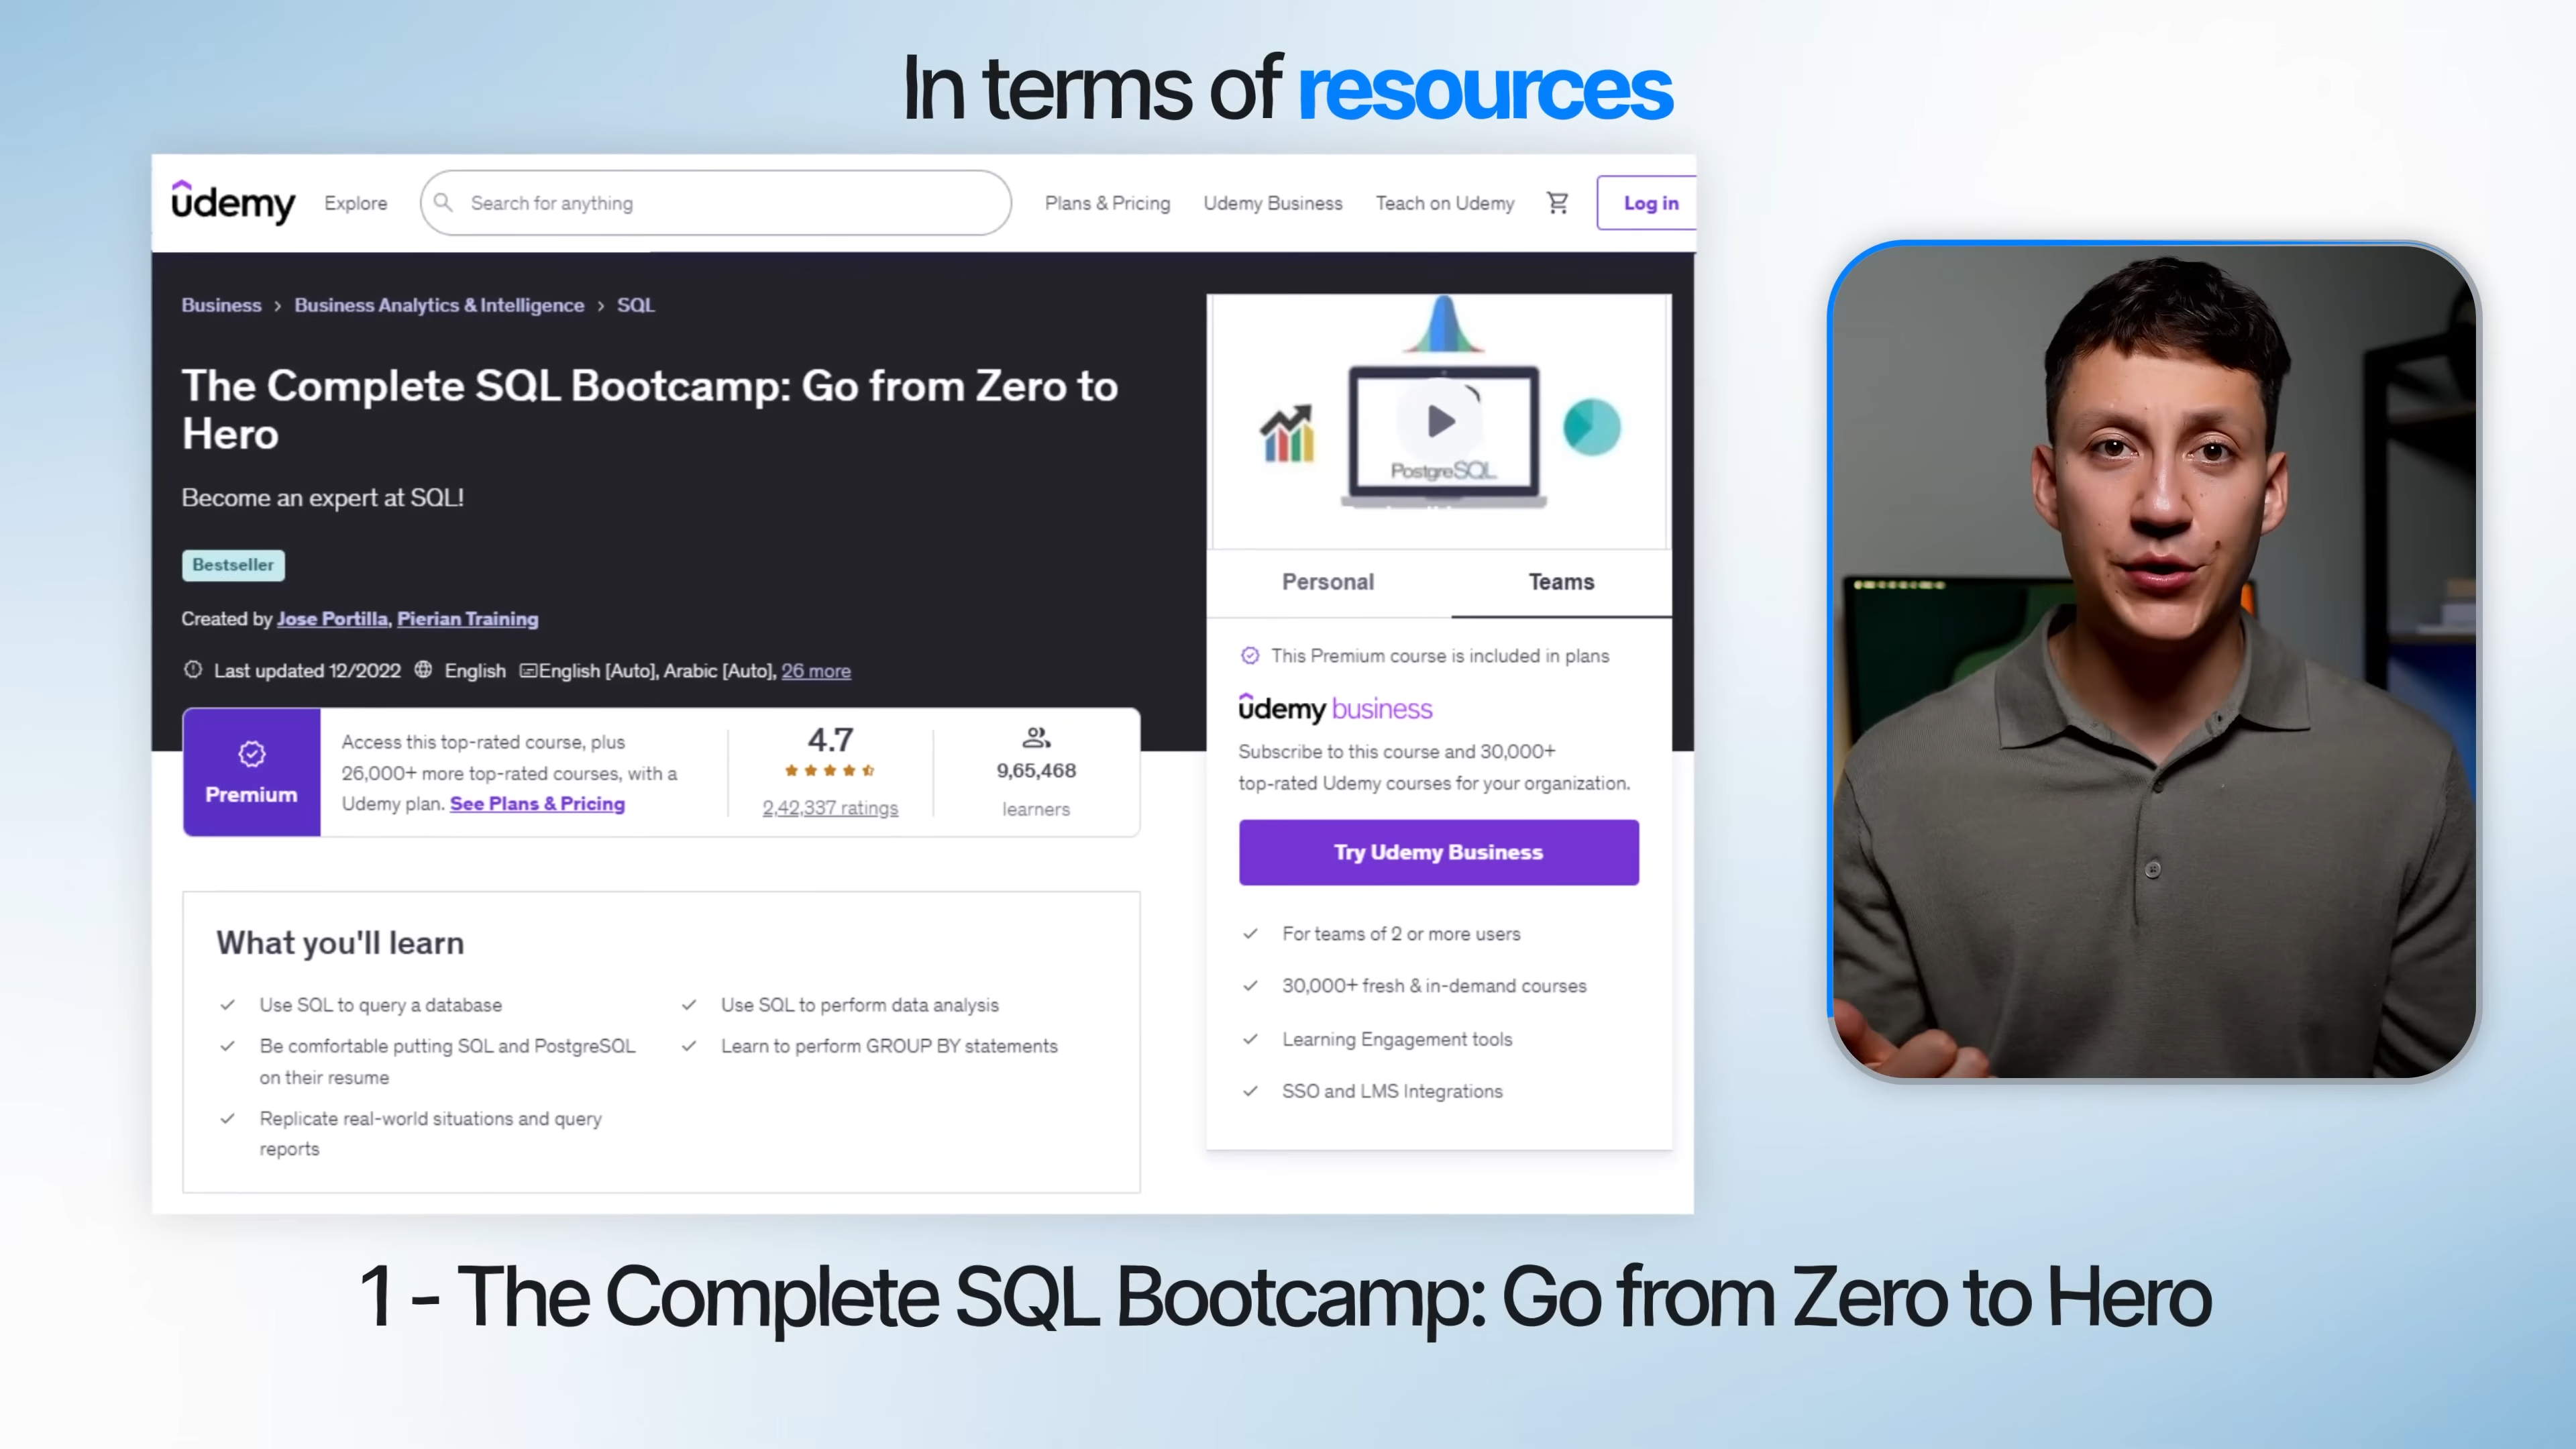 In terms of resources
udemy
Explore
Search for anything
Plans & Pricing
Udemy Business
Teach on Udemy
Log in
Business > Business Analytics & Intelligence > SQL
The Complete SQL Bootcamp: Go from Zero to
Hero
Become an expert at SQL!
Bestseller
Created by Jose Portilla, Pierian Training
Last updated 12/2022 English English [Auto], Arabic [Auto], 26 more
Premium
Access this top-rated course, plus
26,000+ more top-rated courses, with a
Udemy plan. See Plans & Pricing
4.7
2,42,337 ratings
9,65,468
learners
What you'll learn
Use SQL to query a database
Be comfortable putting SQL and PostgreSQL
on their resume
Replicate real-world situations and query
reports
Use SQL to perform data analysis
Learn to perform GROUP BY statements
PostgreSQL
Personal
Teams
This Premium course is included in plans
udemy business
Subscribe to this course and 30,000+
top-rated Udemy courses for your organization.
Try Udemy Business
For teams of 2 or more users
30,000+ fresh & in-demand courses
Learning Engagement tools
SSO and LMS Integrations
1 - The Complete SQL Bootcamp: Go from Zero to Hero